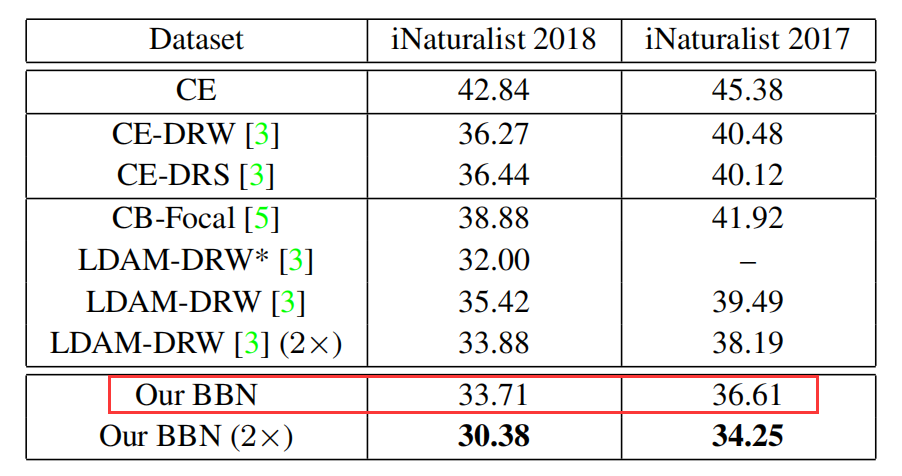 Dataset iNaturalist 2018 iNaturalist 2017
CE 42.84 45.38
CE-DRW [3] 36.27 40.48
CE-DRS [3] 36.44 40.12
CB-Focal [5] 38.88 41.92
LDAM-DRW* [3] 32.00 –
LDAM-DRW [3] 35.42 39.49
LDAM-DRW [3] (2×) 33.88 38.19
Our BBN 33.71 36.61
Our BBN (2×) 30.38 34.25